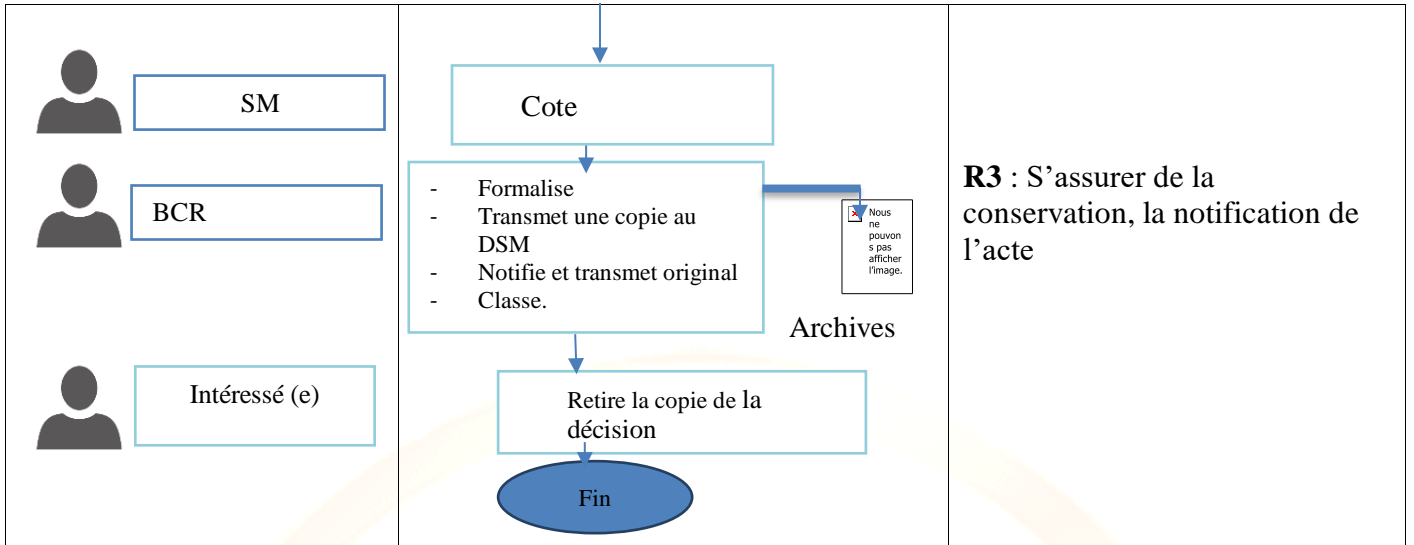 SM
Cote
BCR
- Formalise
- Transmet une copie au
DSM
- Notifie et transmet original
- Classe.
Nous
ne
pouvon
s pas
afficher
l’image.
Archives
R3 : S’assurer de la
conservation, la notification de
l’acte
Intéressé (e)
Retire la copie de la
décision
Fin